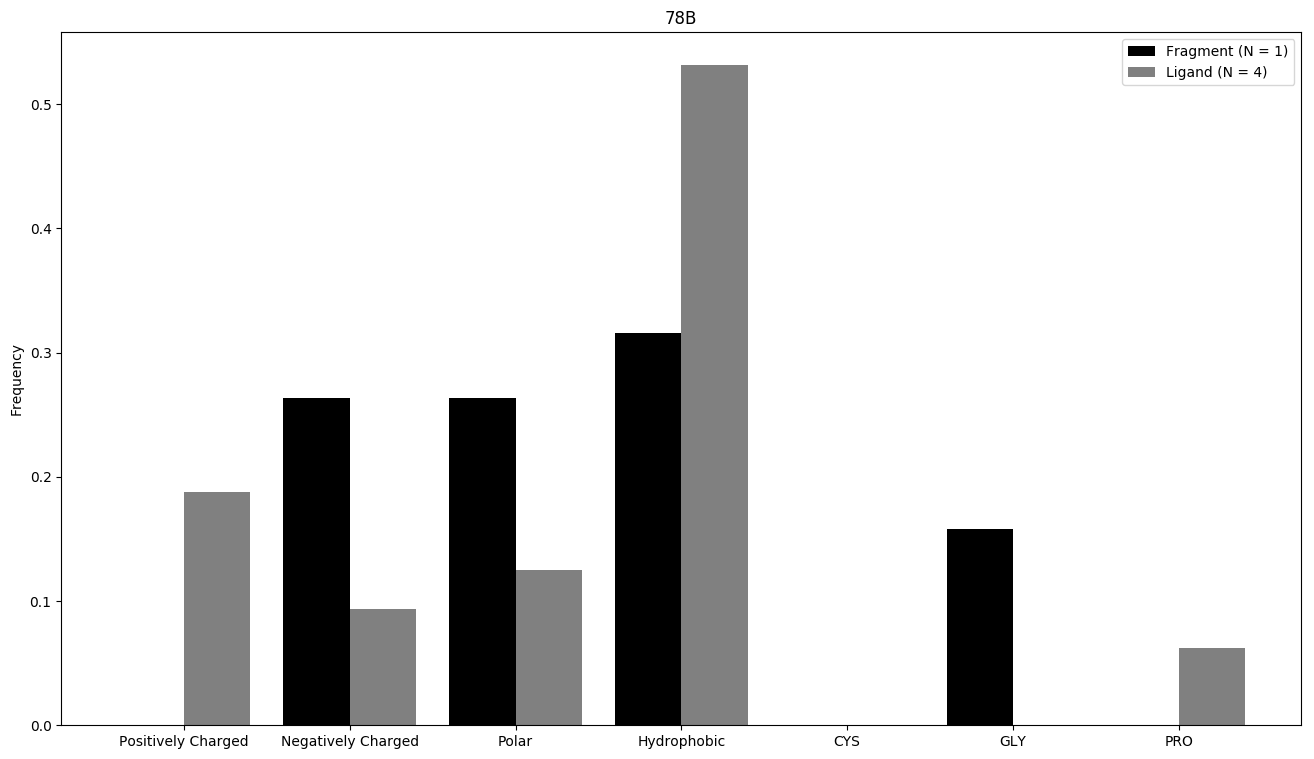 78B
Fragment (N = 1)
Ligand (N = 4)
Frequency
0.5
0.4
0.3
0.2
0.1
0.0
Positively Charged
Negatively Charged
Polar
Hydrophobic
CYS
GLY
PRO